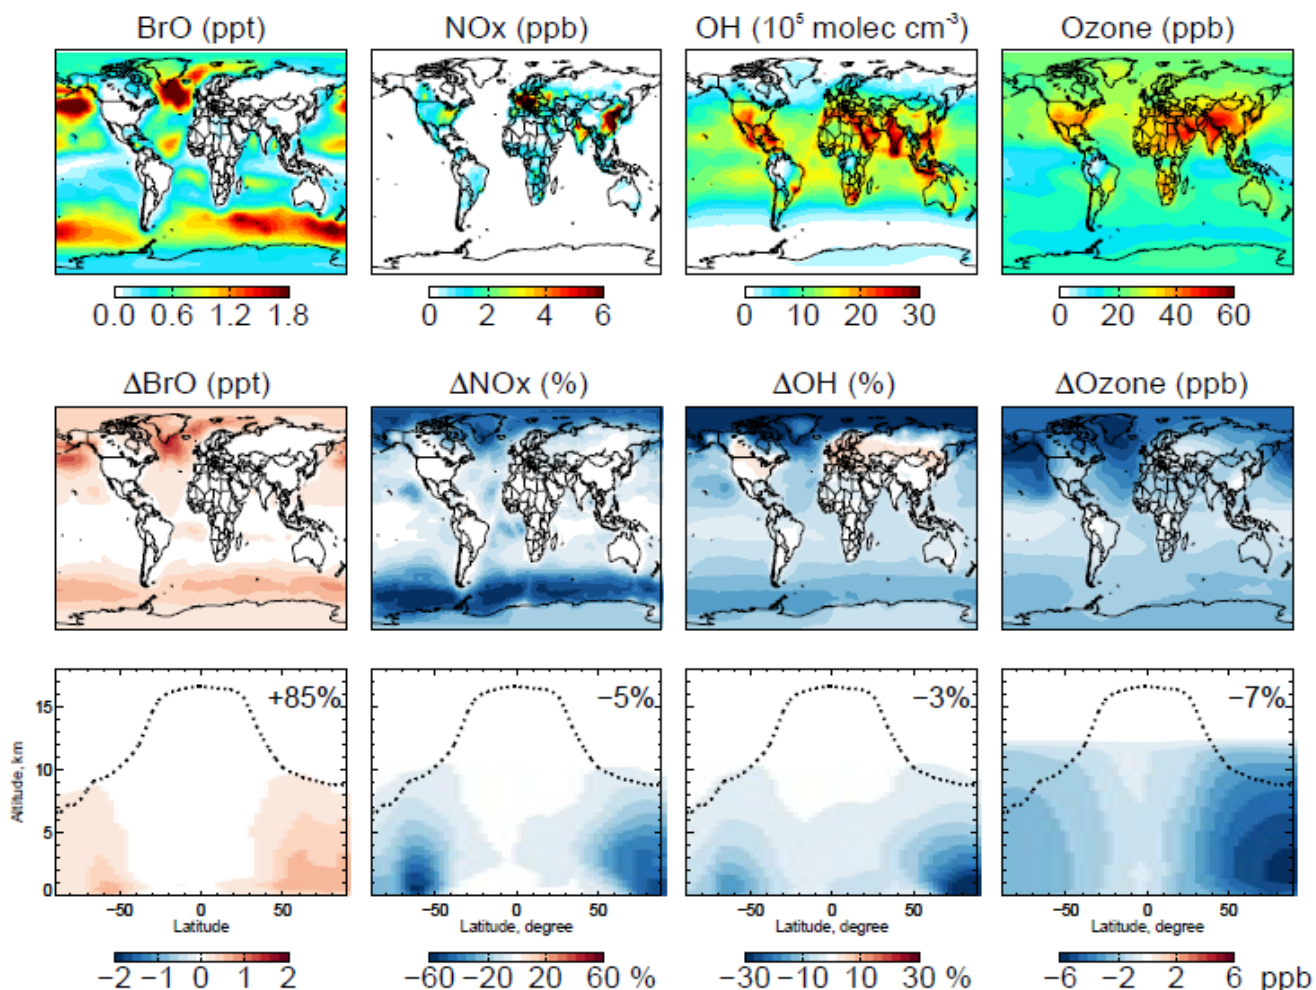 BrO (ppt) NOx (ppb) OH (10⁵ molec cm⁻³) Ozone (ppb)
0.0 0.6 1.2 1.8 0 2 4 6 0 10 20 30 0 20 40 60
ΔBrO (ppt) ΔNOx (%) ΔOH (%) ΔOzone (ppb)
+85% −5% −3% −7%
15
10
5
0
Altitude, km
−50 0 50 −50 0 50 −50 0 50 −50 0 50
Latitude Latitude, degree Latitude, degree Latitude, degree
−2 −1 0 1 2 −60 −20 20 60 % −30 −10 10 30 % −6 −2 2 6 ppb